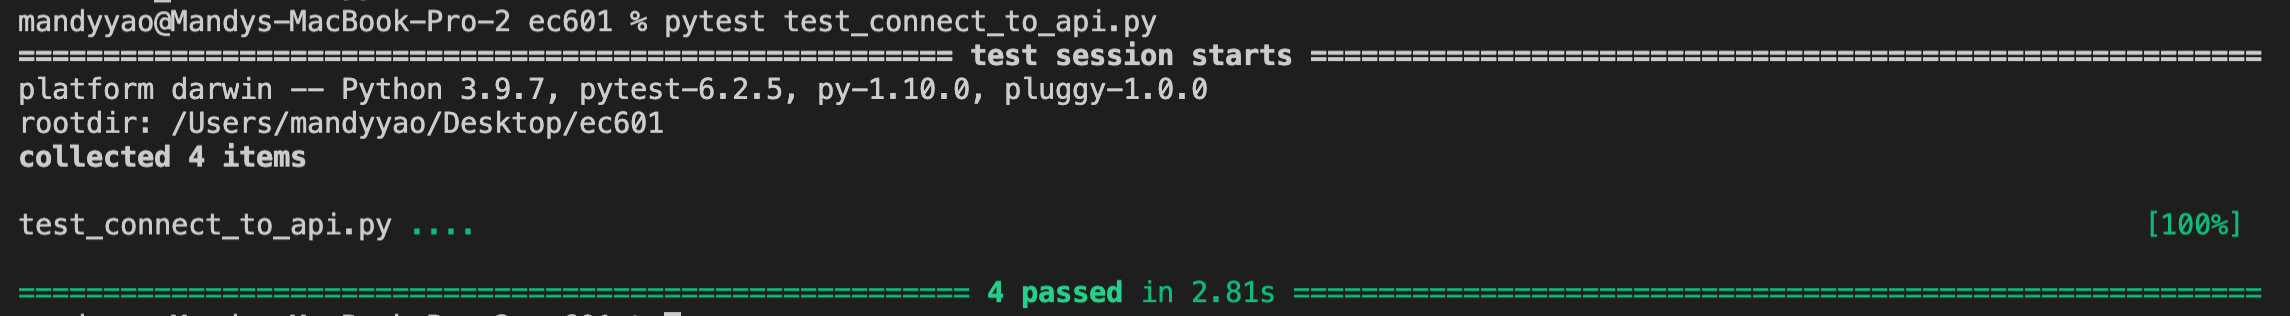 mandyyao@Mandys-MacBook-Pro-2 ec601 % pytest test_connect_to_api.py
======================================================= test session starts ========================================================
platform darwin -- Python 3.9.7, pytest-6.2.5, py-1.10.0, pluggy-1.0.0
rootdir: /Users/mandyyao/Desktop/ec601
collected 4 items
test_connect_to_api.py .... [100%]
======================================================== 4 passed in 2.81s =========================================================